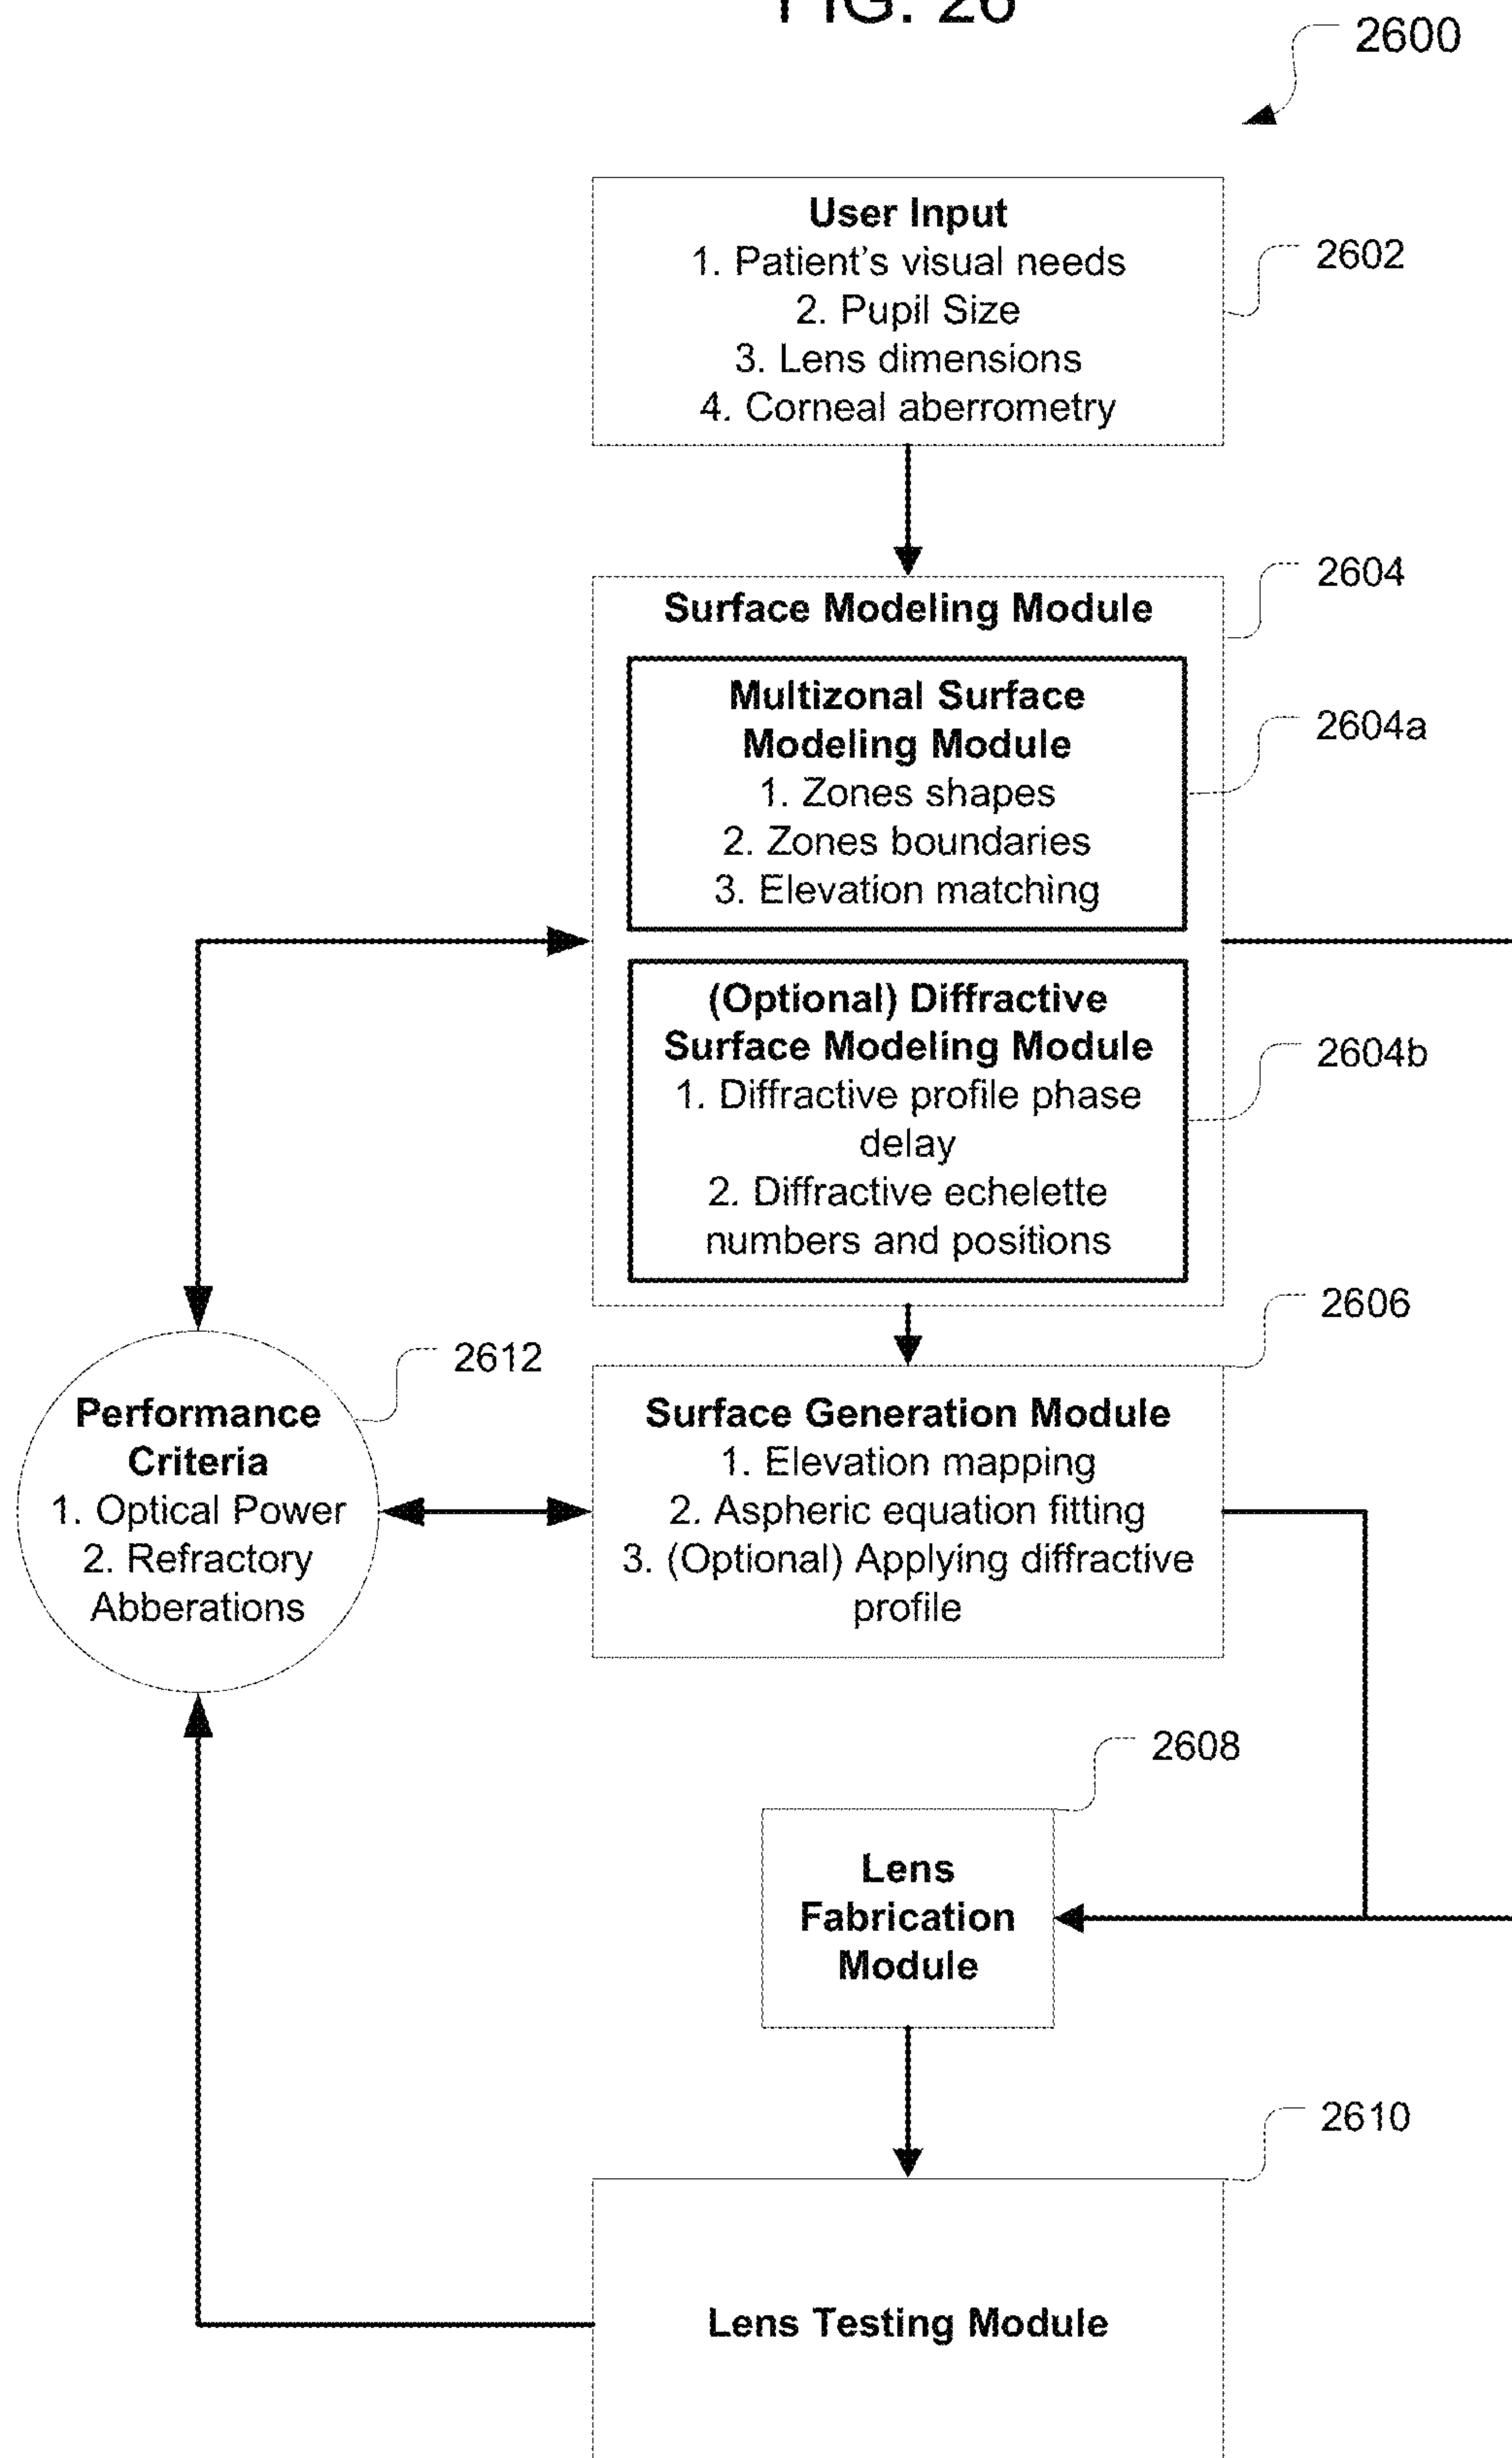 FIG. 26
2600
User Input
1. Patient's visual needs
2. Pupil Size
3. Lens dimensions
4. Corneal aberrometry
2602
Surface Modeling Module
2604
Multizonal Surface
Modeling Module
1. Zones shapes
2. Zones boundaries
3. Elevation matching
2604a
(Optional) Diffractive
Surface Modeling Module
1. Diffractive profile phase
delay
2. Diffractive echelette
numbers and positions
2604b
2606
2612
Performance
Criteria
1. Optical Power
2. Refractory
Abberations
Surface Generation Module
1. Elevation mapping
2. Aspheric equation fitting
3. (Optional) Applying diffractive
profile
2608
Lens
Fabrication
Module
2610
Lens Testing Module